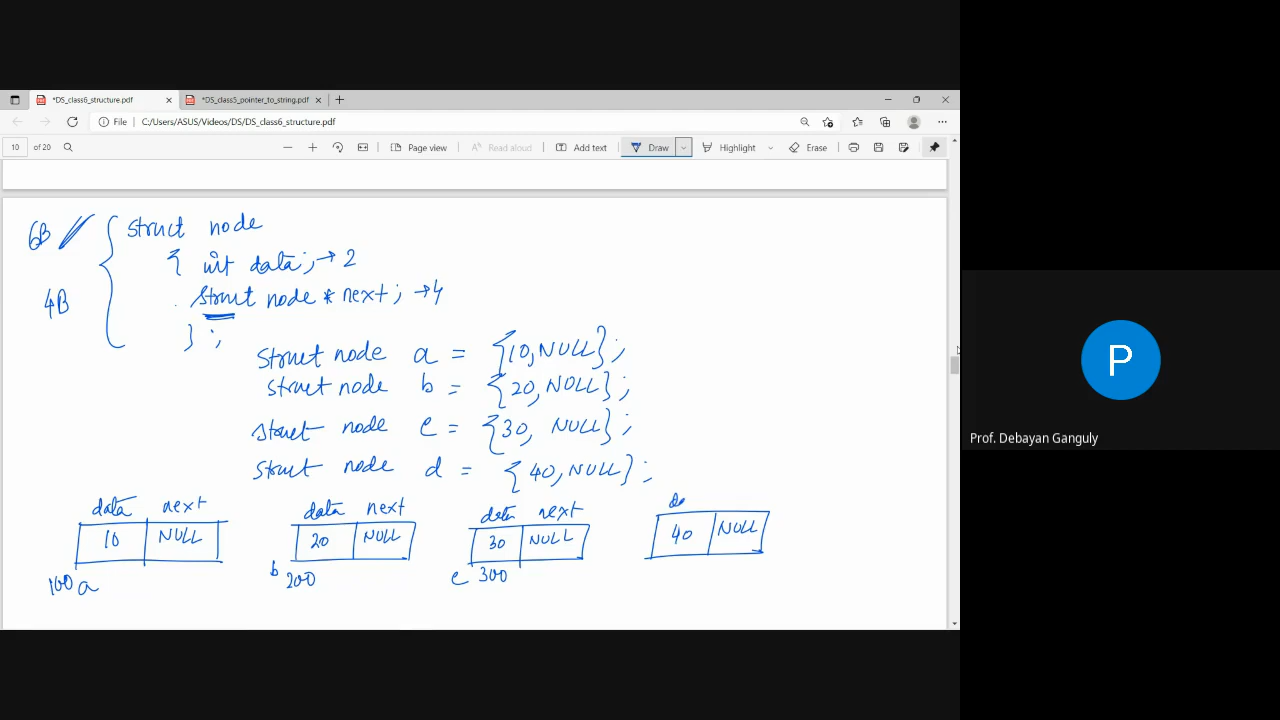 *DS_class6_structure.pdf
*DS_class5_pointer_to_string.pdf
File C:/Users/ASUS/Videos/DS/DS_class6_structure.pdf
10 of 20 Page view Read aloud Add text Draw Highlight Erase
6B struct node
{ int data; → 2
4B struct node * next; → 4
};
struct node a = {10, NULL};
struct node b = {20, NULL};
struct node c = {30, NULL};
struct node d = {40, NULL};
data next data next data next da
10 NULL 20 NULL 30 NULL 40 NULL
100 a b 200 c 300
P
Prof. Debayan Ganguly